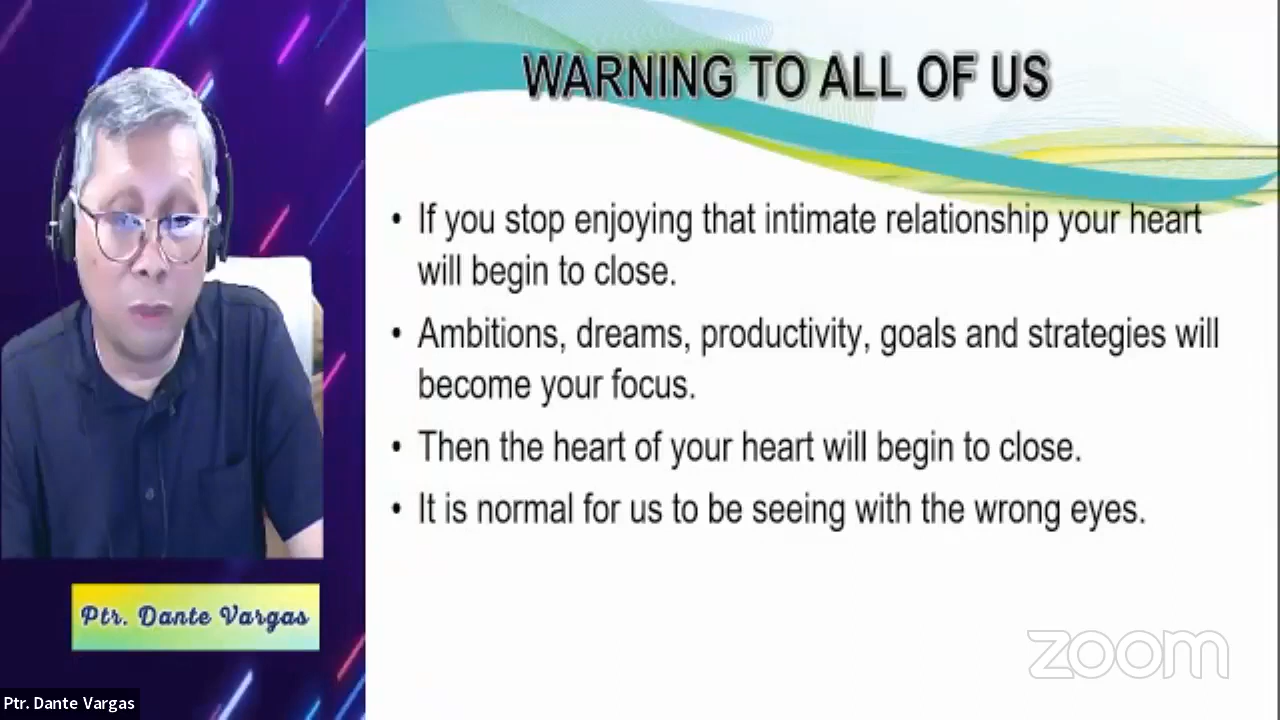 WARNING TO ALL OF US
• If you stop enjoying that intimate relationship your heart
will begin to close.
• Ambitions, dreams, productivity, goals and strategies will
become your focus.
• Then the heart of your heart will begin to close.
• It is normal for us to be seeing with the wrong eyes.
Ptr. Dante Vargas
zoom
Ptr. Dante Vargas